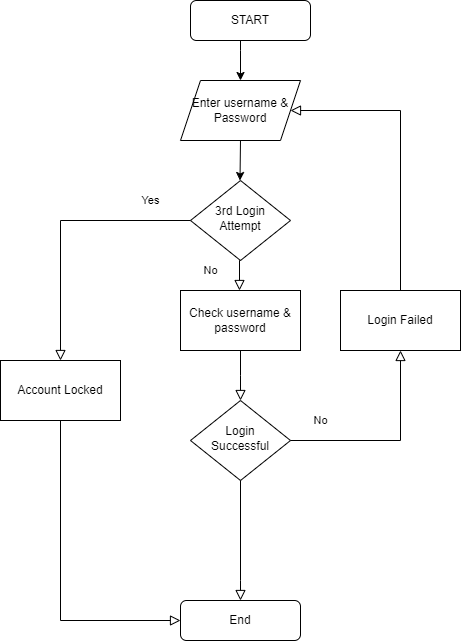 START
Enter username &
Password
Yes
3rd Login
Attempt
No
Check username &
password
Login Failed
Account Locked
Login
Successful
No
End